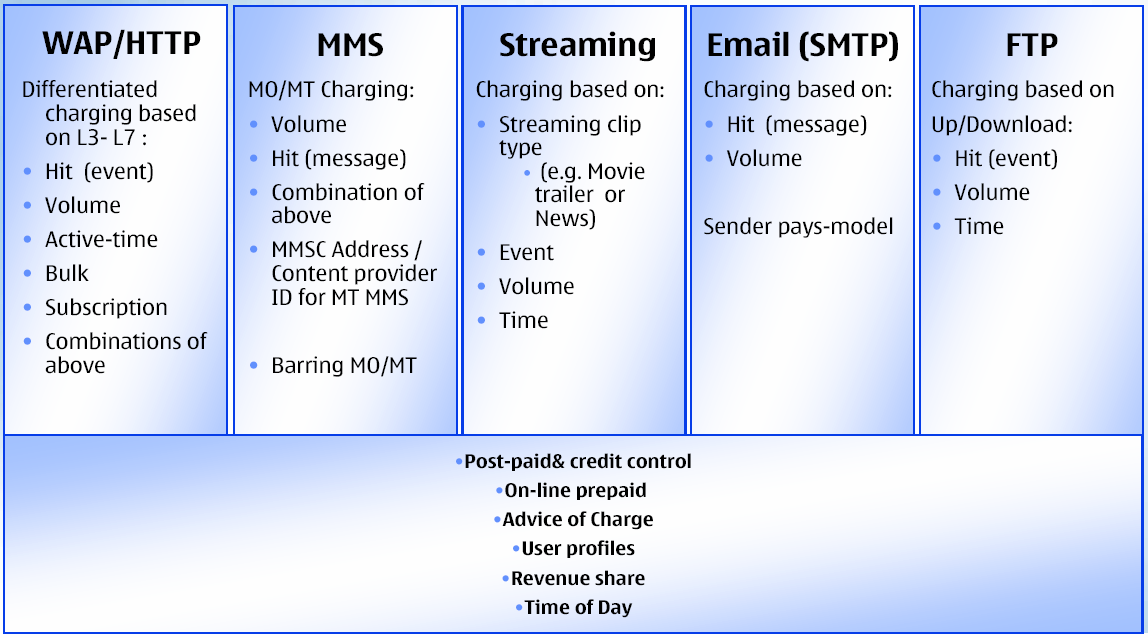 WAP/HTTP
Differentiated
charging based
on L3- L7 :
• Hit (event)
• Volume
• Active-time
• Bulk
• Subscription
• Combinations of
above
MMS
MO/MT Charging:
• Volume
• Hit (message)
• Combination of
above
• MMSC Address /
Content provider
ID for MT MMS
• Barring MO/MT
Streaming
Charging based on:
• Streaming clip
type
• (e.g. Movie
trailer or
News)
• Event
• Volume
• Time
Email (SMTP)
Charging based on:
• Hit (message)
• Volume
Sender pays-model
FTP
Charging based on
Up/Download:
• Hit (event)
• Volume
• Time
•Post-paid& credit control
•On-line prepaid
•Advice of Charge
•User profiles
•Revenue share
•Time of Day